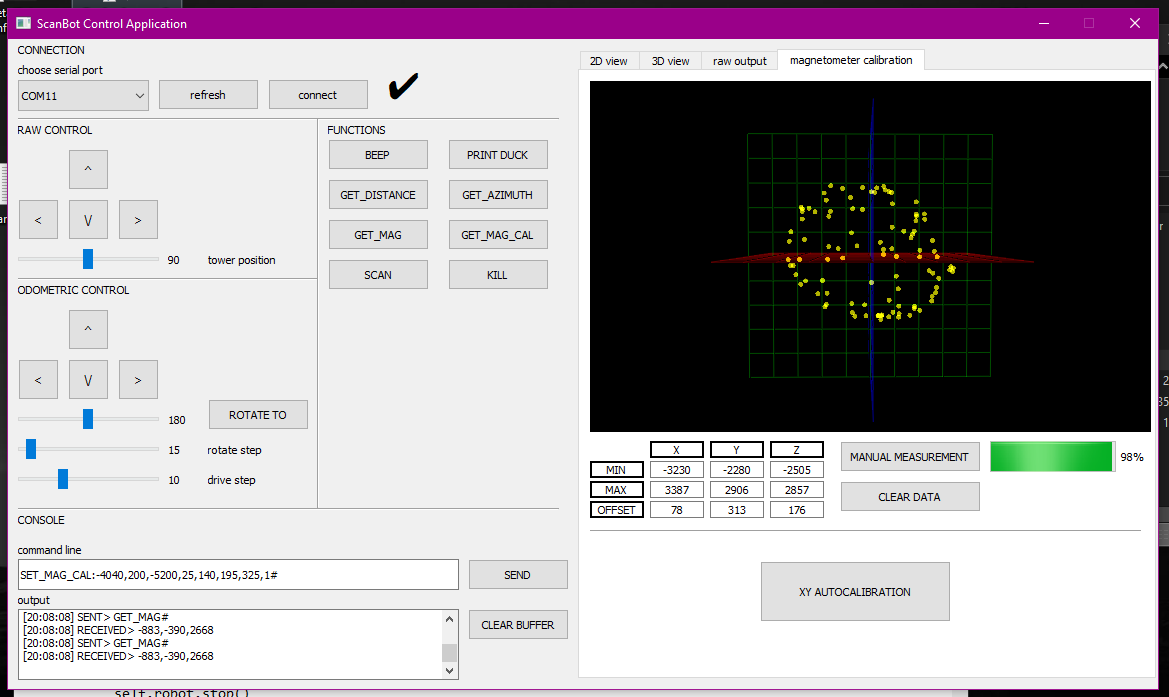 ScanBot Control Application
CONNECTION
choose serial port
COM11
refresh
connect
RAW CONTROL
^
<
V
>
90
tower position
FUNCTIONS
BEEP
PRINT DUCK
GET_DISTANCE
GET_AZIMUTH
GET_MAG
GET_MAG_CAL
SCAN
KILL
ODOMETRIC CONTROL
^
<
V
>
180
ROTATE TO
15
rotate step
10
drive step
CONSOLE
command line
SET_MAG_CAL:-4040,200,-5200,25,140,195,325,1#
SEND
output
[20:08:08] SENT> GET_MAG#
[20:08:08] RECEIVED> -883,-390,2668
[20:08:08] SENT> GET_MAG#
[20:08:08] RECEIVED> -883,-390,2668
CLEAR BUFFER
2D view
3D view
raw output
magnetometer calibration
X Y Z
MIN -3230 -2280 -2505
MAX 3387 2906 2857
OFFSET 78 313 176
MANUAL MEASUREMENT
98%
CLEAR DATA
XY AUTOCALIBRATION
self.robot.stop()